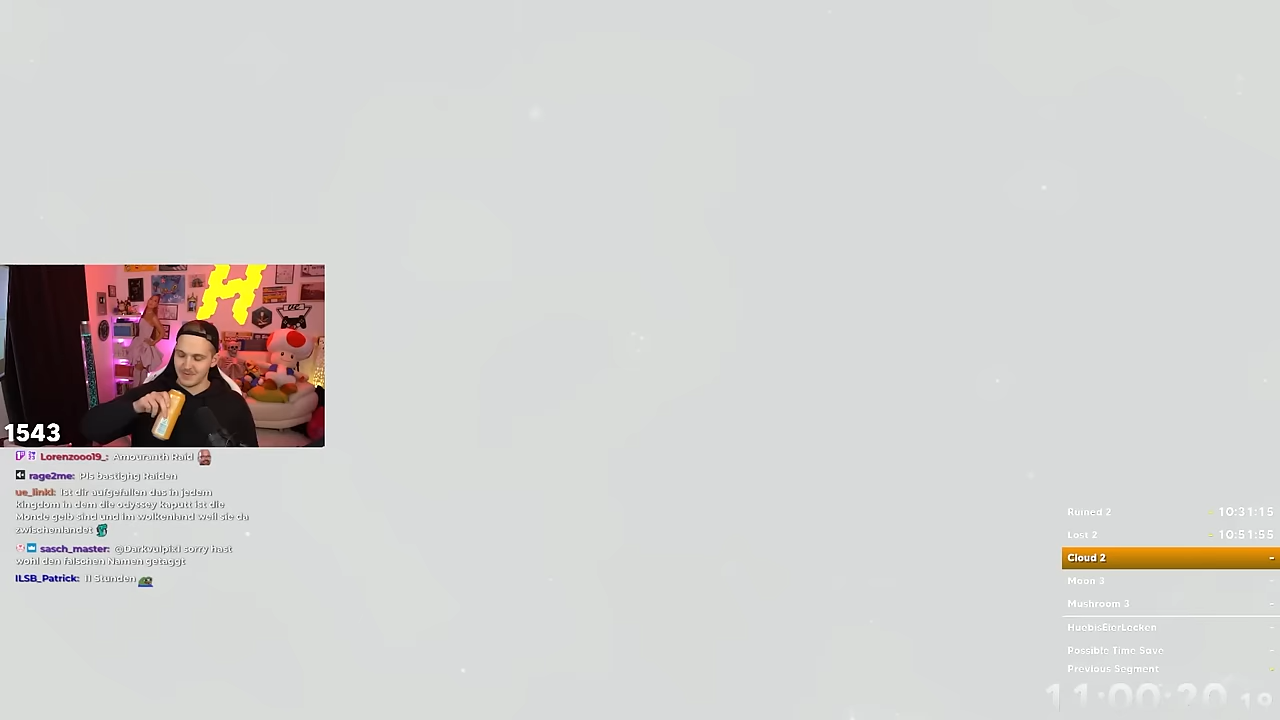 H
1543
Lorenzooo19_: Amouranth Raid
rage2me: Pls bastighg Raiden
ue_linkl: Ist dir aufgefallen das in jedem
kingdom in dem die odyssey kaputt ist die
Monde gelb sind und im wolkenland weil sie da
zwischenlandet
sasch_master: @Darkvulpixl sorry hast
wohl den falschen Namen getaggt
ILSB_Patrick: 11 Stunden
Ruined 2 - 10:31:15
Lost 2 - 10:51:55
Cloud 2 -
Moon 3 -
Mushroom 3 -
HuebisEierLecken -
Possible Time Save -
Previous Segment -
11:00:20.19